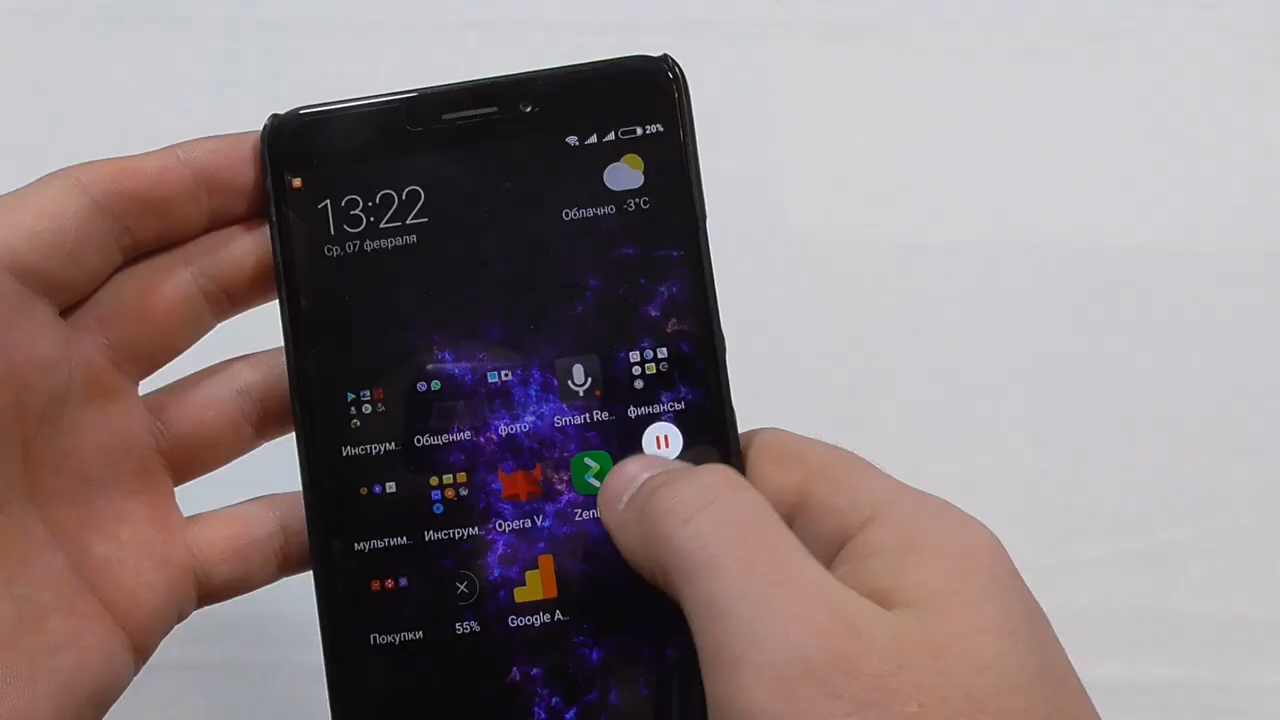 20%
13:22
Ср, 07 февраля
Облачно -3°C
Инструм..
Общение
фото
Smart Re..
финансы
мультим..
Инструм..
Opera V..
Покупки
55%
Google A..